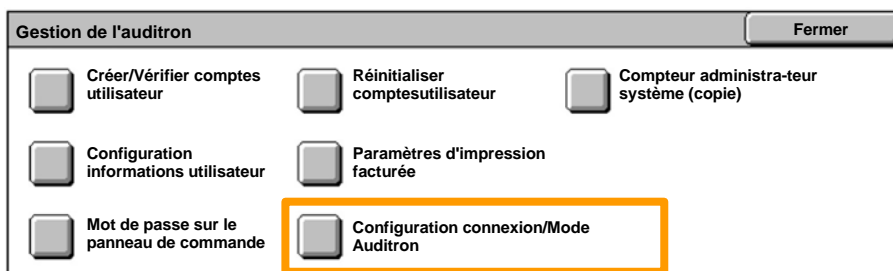 Gestion de l'auditron
Fermer
Créer/Vérifier comptes
utilisateur
Réinitialiser
comptesutilisateur
Compteur administra-teur
système (copie)
Configuration
informations utilisateur
Paramètres d'impression
facturée
Mot de passe sur le
panneau de commande
Configuration connexion/Mode
Auditron